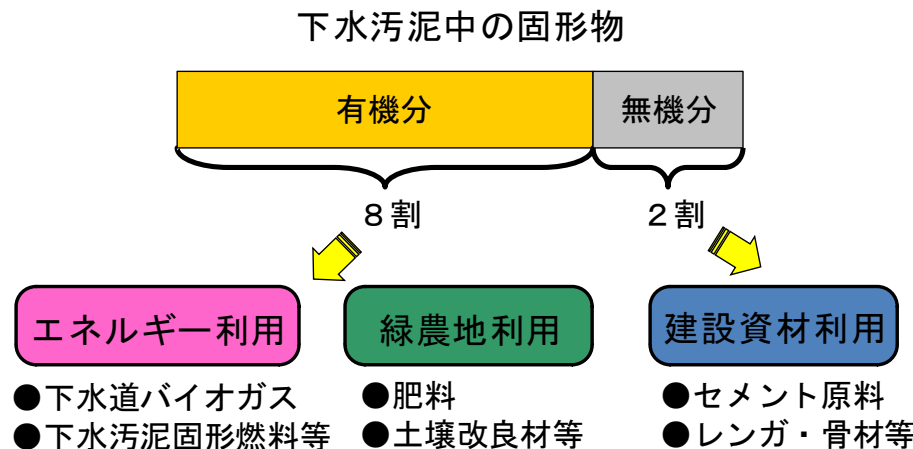 下水汚泥中の固形物
有機分
無機分
８割
２割
エネルギー利用
緑農地利用
建設資材利用
●下水道バイオガス
●下水汚泥固形燃料等
●肥料
●土壌改良材等
●セメント原料
●レンガ・骨材等